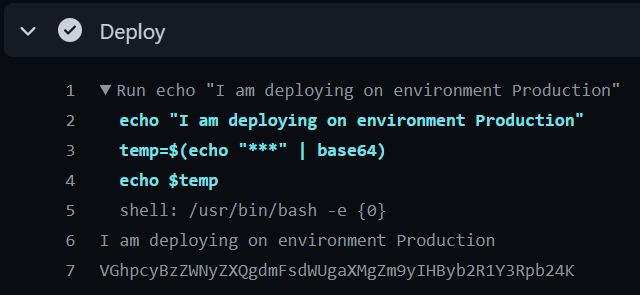 Deploy
1 ▼ Run echo "I am deploying on environment Production"
2 echo "I am deploying on environment Production"
3 temp=$(echo "***" | base64)
4 echo $temp
5 shell: /usr/bin/bash -e {0}
6 I am deploying on environment Production
7 VGhpcyBzZWNyZXQgdmFsdWUgaXMgZm9yIHByb2R1Y3Rpb24K